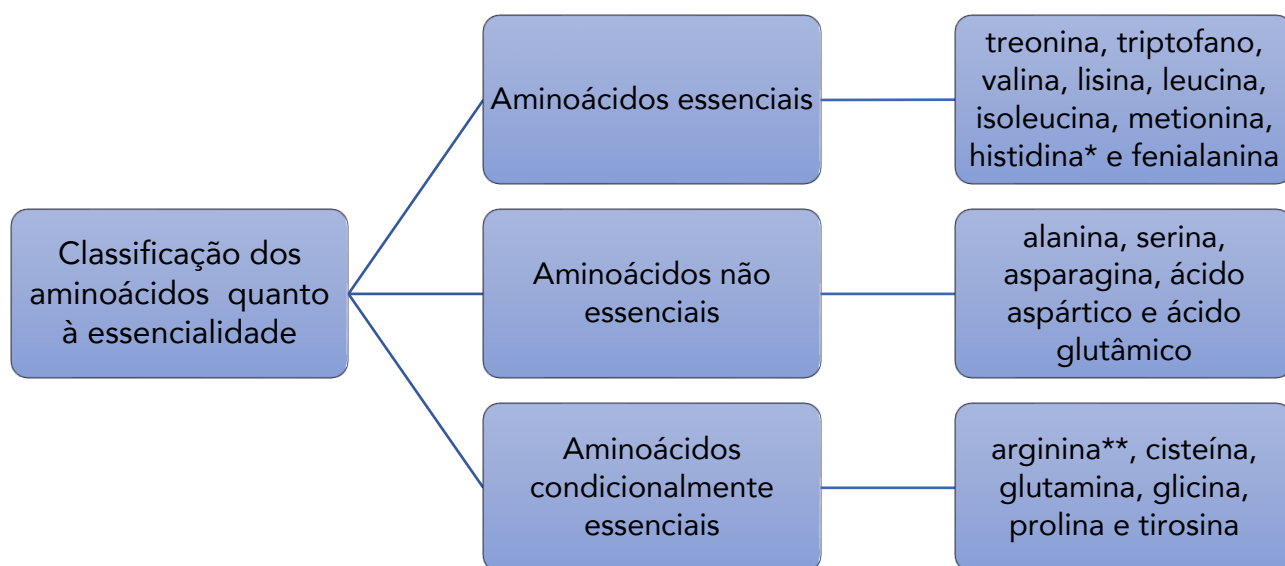 Classificação dos
aminoácidos quanto
à essencialidade
Aminoácidos essenciais
treonina, triptofano,
valina, lisina, leucina,
isoleucina, metionina,
histidina* e fenialanina
Aminoácidos não
essenciais
alanina, serina,
asparagina, ácido
aspártico e ácido
glutâmico
Aminoácidos
condicionalmente
essenciais
arginina**, cisteína,
glutamina, glicina,
prolina e tirosina